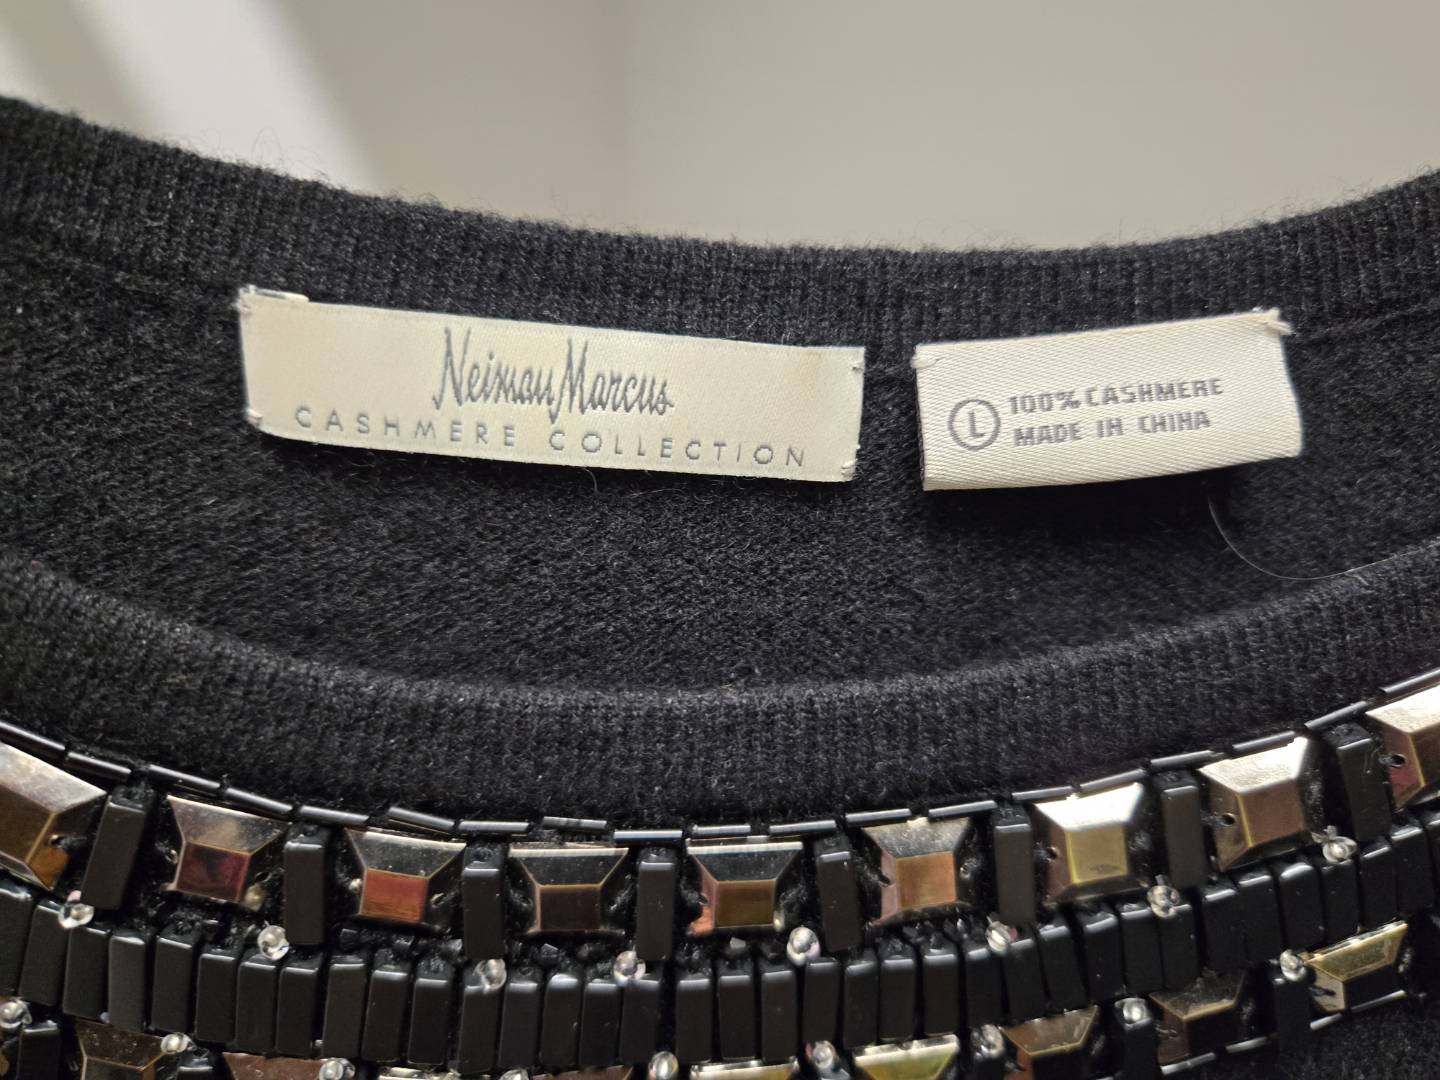 Neiman Marcus
CASHMERE COLLECTION
L
100% CASHMERE
MADE IN CHINA